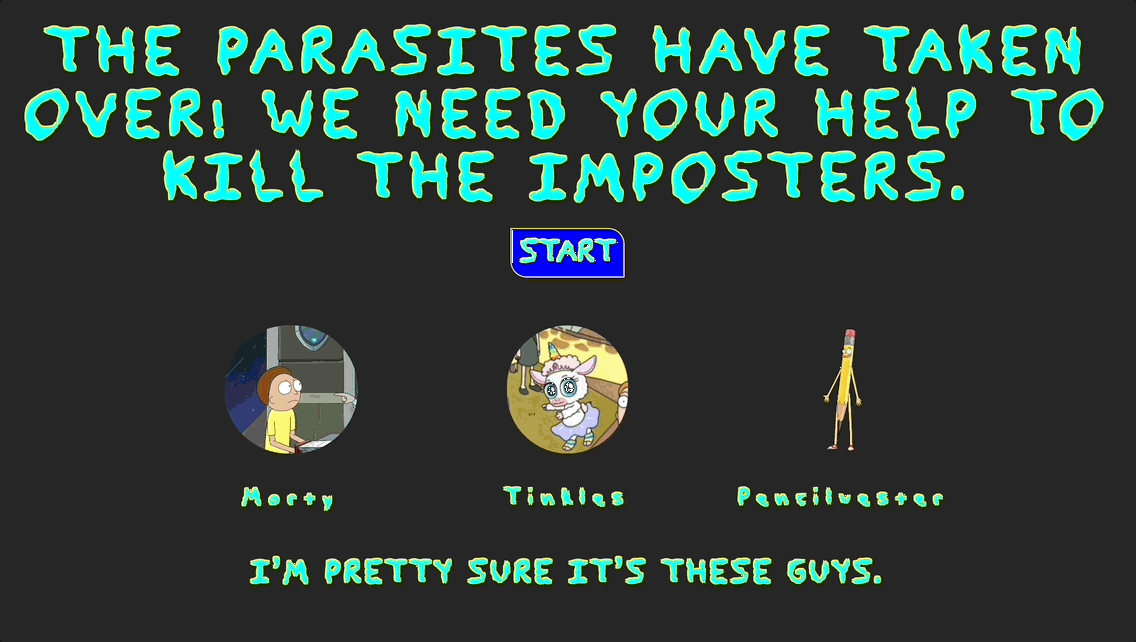 THE PARASITES HAVE TAKEN
OVER! WE NEED YOUR HELP TO
KILL THE IMPOSTERS.
START
Morty
Tinkles
Pencilvester
I'M PRETTY SURE IT'S THESE GUYS.